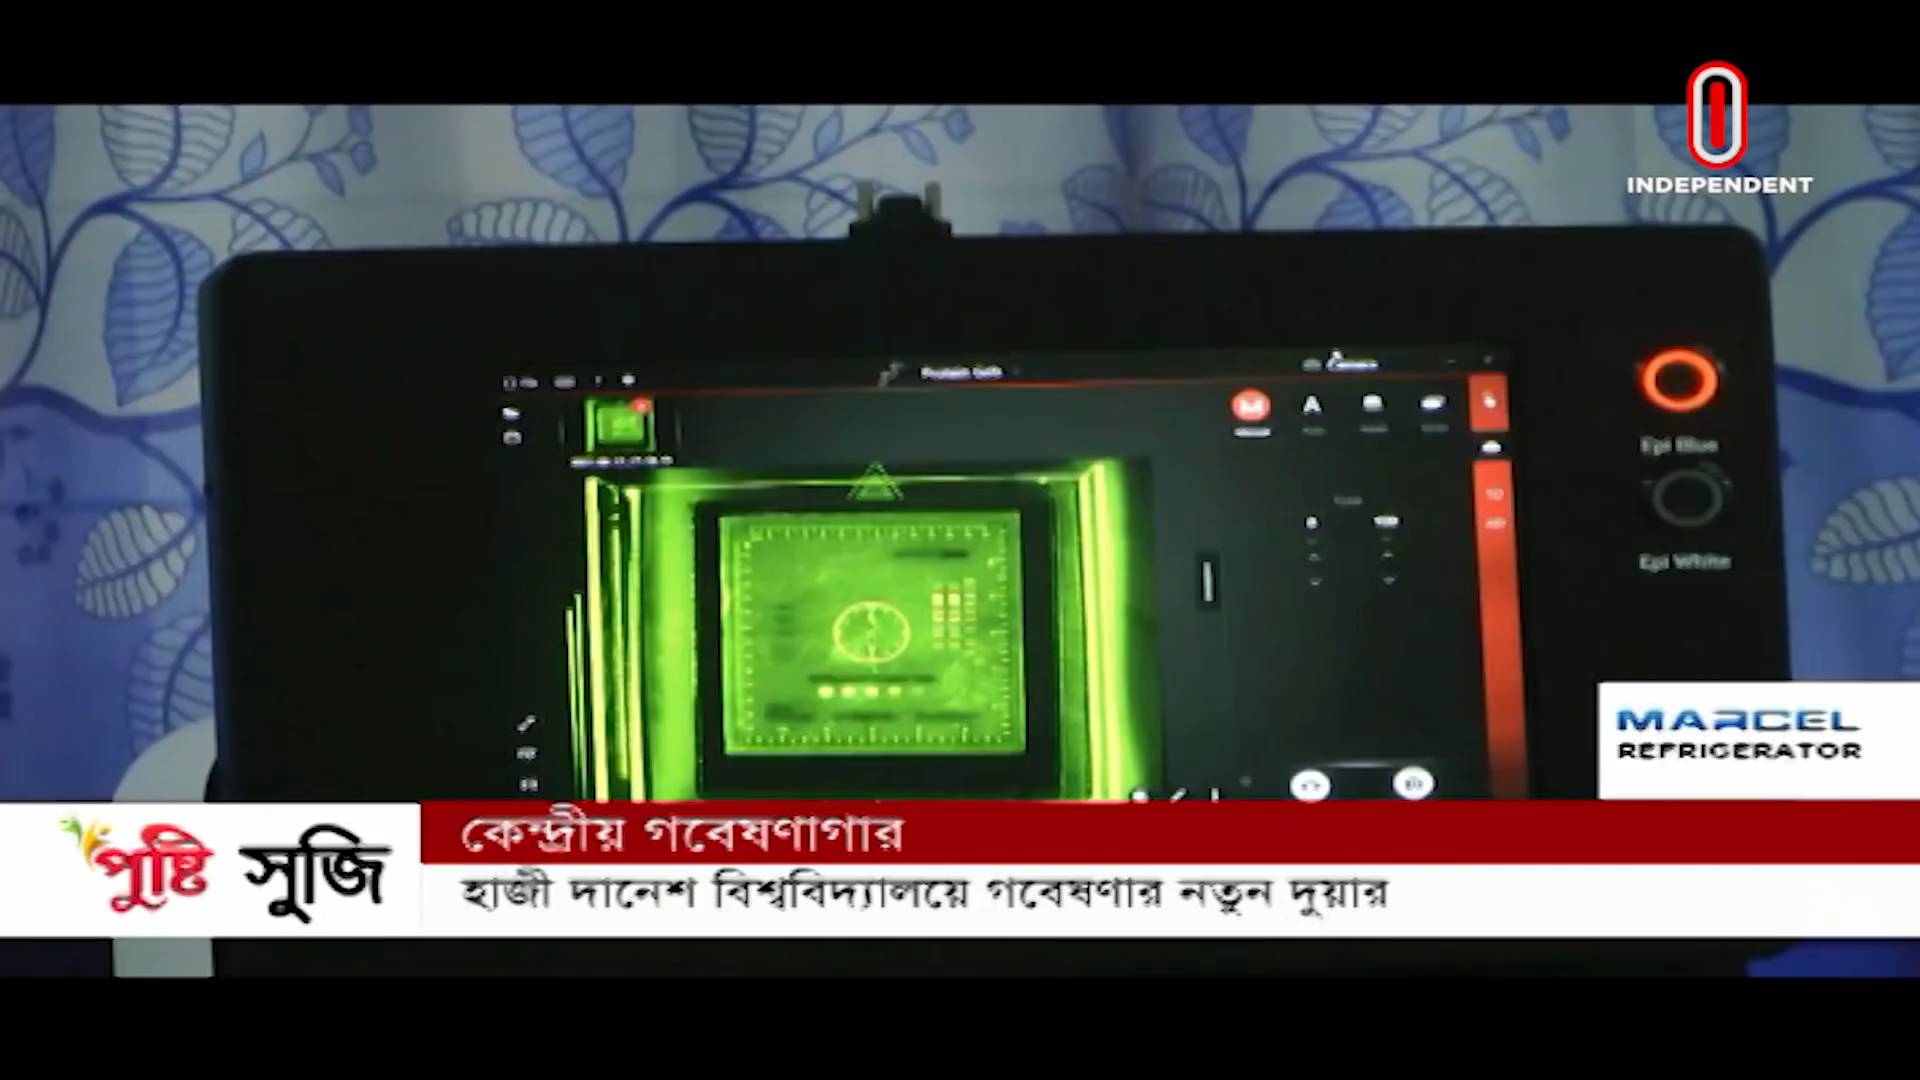 INDEPENDENT
Protein Gels
Camera
A
Epi Blue
Epi White
MARCEL
REFRIGERATOR
পুষ্টি সুজি
কেন্দ্রীয় গবেষণাগার
হাজী দানেশ বিশ্ববিদ্যালয়ে গবেষণার নতুন দুয়ার